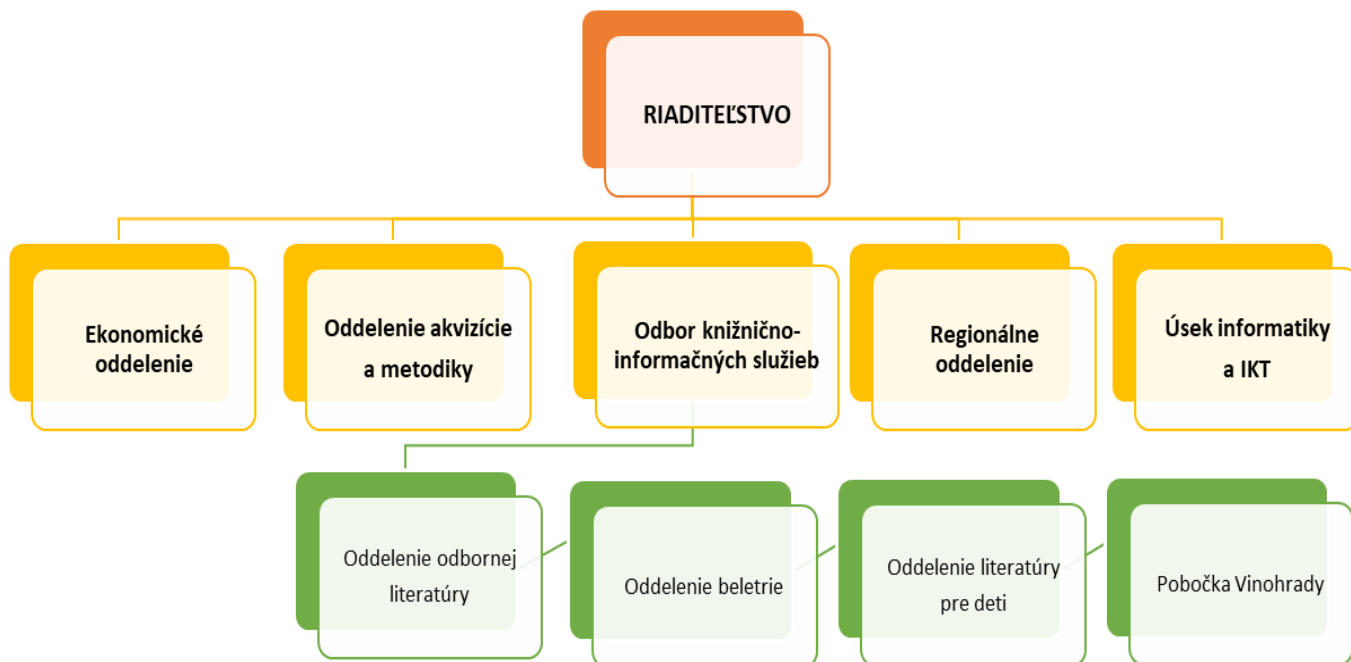 RIADITEĽSTVO
Ekonomické
oddelenie
Oddelenie akvizície
a metodiky
Odbor knižnično-
informačných služieb
Regionálne
oddelenie
Úsek informatiky
a IKT
Oddelenie odbornej
literatúry
Oddelenie beletrie
Oddelenie literatúry
pre deti
Pobočka Vinohrady